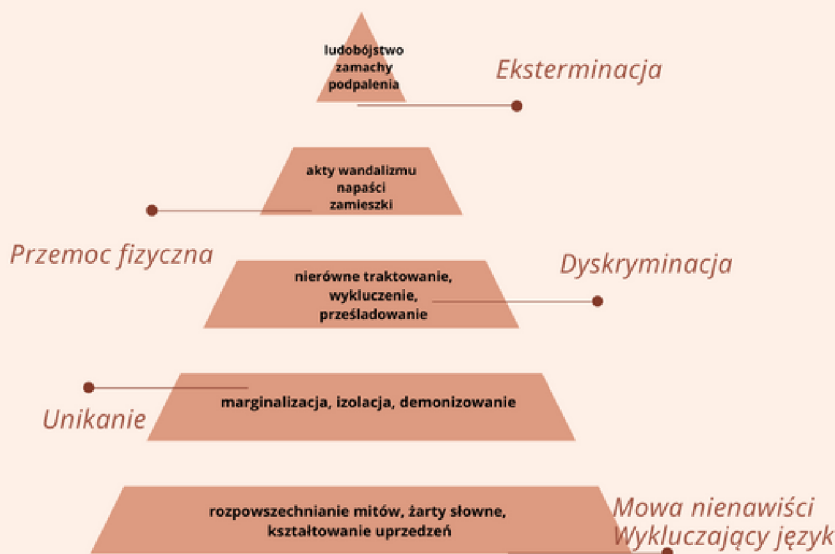 ludobójstwo
zamachy
podpalenia
Eksterminacja
akty wandalizmu
napaści
zamieszki
Przemoc fizyczna
nierówne traktowanie,
wykluczenie,
prześladowanie
Dyskryminacja
marginalizacja, izolacja, demonizowanie
Unikanie
rozpowszechnianie mitów, żarty słowne,
kształtowanie uprzedzeń
Mowa nienawiści
Wykluczający język